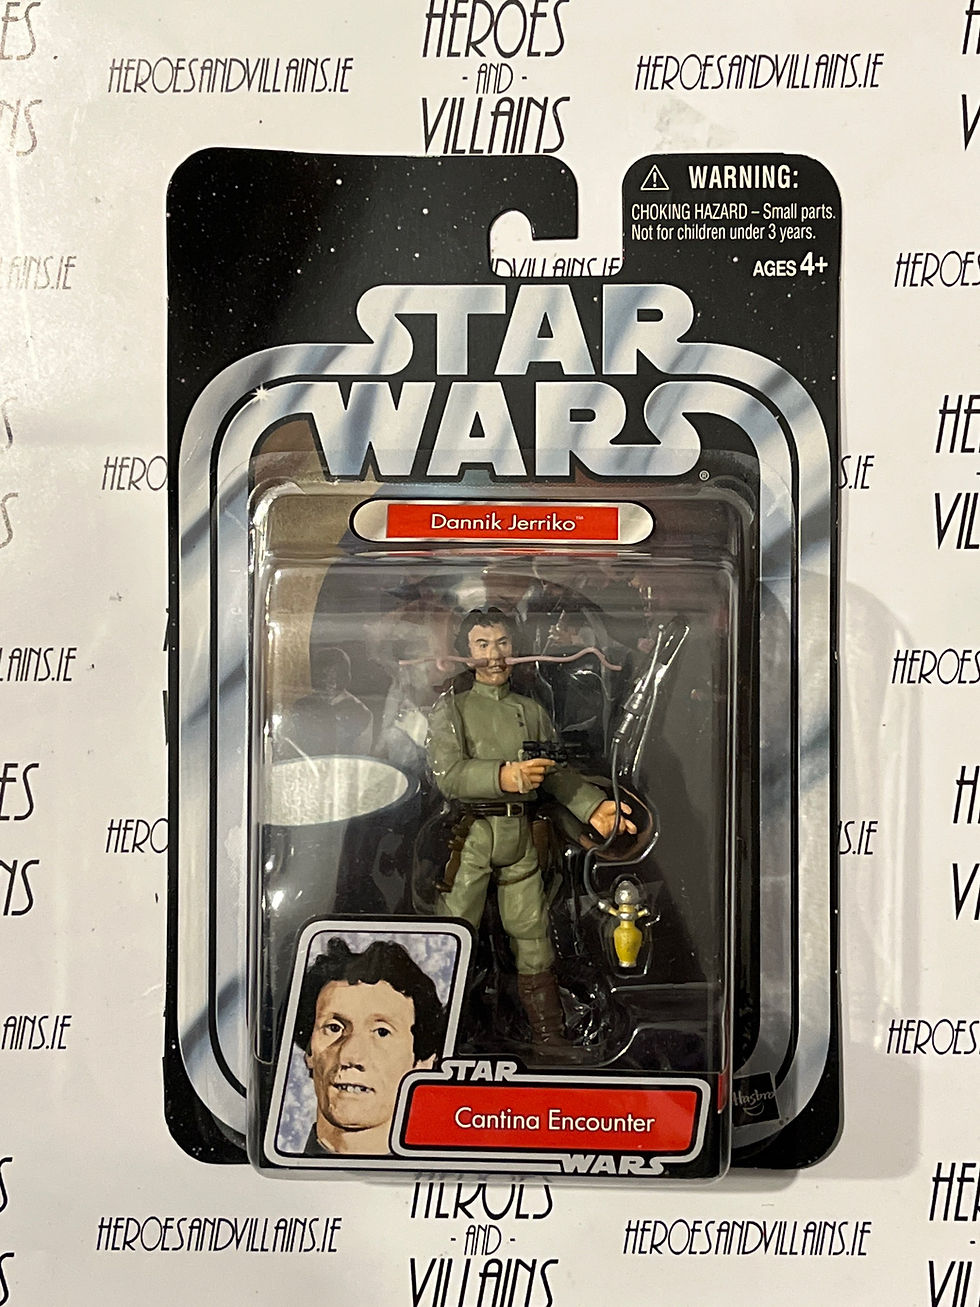 HEROES
- AND -
VILLAINS
HEROESANDVILLAINS.IE
HEROESANDVILLAINS.IE
WARNING:
CHOKING HAZARD – Small parts.
Not for children under 3 years.
AGES 4+
STAR
WARS®
Dannik Jerriko™
STAR
Cantina Encounter
WARS
Hasbro
HEROES
- AND -
VILLAINS
HEROESANDVILLAINS.IE
HEROESANDVILLAINS.IE